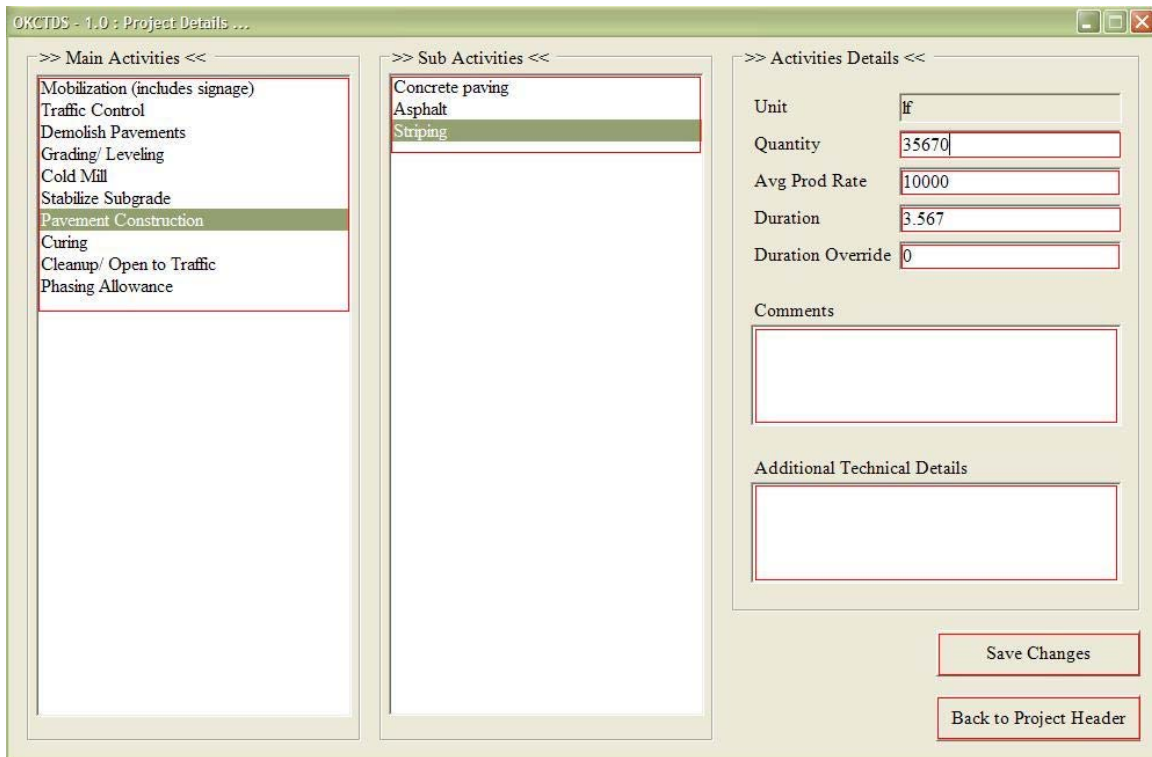 OKCTDS - 1.0 : Project Details ...
>> Main Activities <<
Mobilization (includes signage)
Traffic Control
Demolish Pavements
Grading/ Leveling
Cold Mill
Stabilize Subgrade
Pavement Construction
Curing
Cleanup/ Open to Traffic
Phasing Allowance
>> Sub Activities <<
Concrete paving
Asphalt
Striping
>> Activities Details <<
Unit lf
Quantity 35670
Avg Prod Rate 10000
Duration 3.567
Duration Override 0
Comments
Additional Technical Details
Save Changes
Back to Project Header